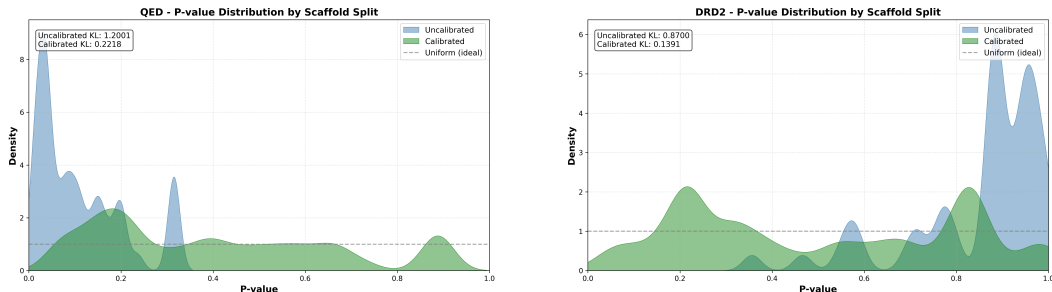 QED - P-value Distribution by Scaffold Split
Uncalibrated KL: 1.2001
Calibrated KL: 0.2218
Uncalibrated
Calibrated
Uniform (ideal)
Density
8
6
4
2
0
0.0 0.2 0.4 0.6 0.8 1.0
P-value
DRD2 - P-value Distribution by Scaffold Split
Uncalibrated KL: 0.8700
Calibrated KL: 0.1391
Uncalibrated
Calibrated
Uniform (ideal)
Density
6
5
4
3
2
1
0
0.0 0.2 0.4 0.6 0.8 1.0
P-value